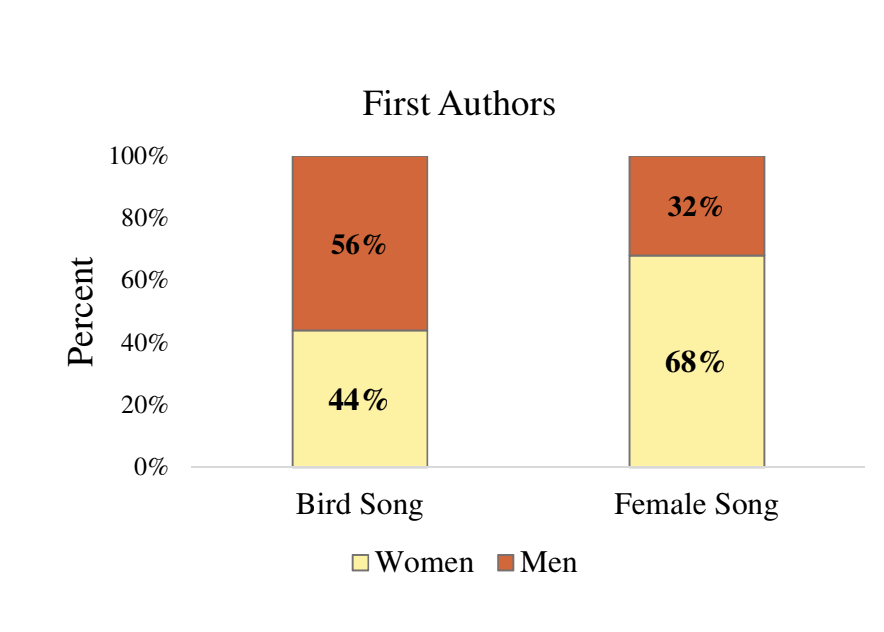 First Authors
100%
80%
60%
40%
20%
0%
Percent
56%
44%
32%
68%
Bird Song
Female Song
Women
Men